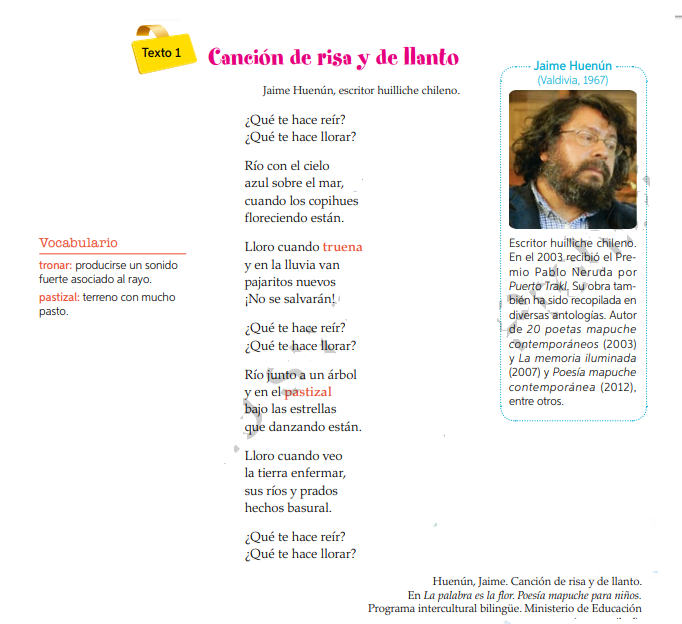 Texto 1
Canción de risa y de llanto
Jaime Huenún, escritor huilliche chileno.
¿Qué te hace reír?
¿Qué te hace llorar?
Río con el cielo
azul sobre el mar,
cuando los copihues
floreciendo están.
Lloro cuando truena
y en la lluvia van
pajaritos nuevos
¡No se salvarán!
¿Qué te hace reír?
¿Qué te hace llorar?
Río junto a un árbol
y en el pastizal
bajo las estrellas
que danzando están.
Lloro cuando veo
la tierra enfermar,
sus ríos y prados
hechos basural.
¿Qué te hace reír?
¿Qué te hace llorar?
Vocabulario
tronar: producirse un sonido
fuerte asociado al rayo.
pastizal: terreno con mucho
pasto.
Jaime Huenún
(Valdivia, 1967)
Escritor huilliche chileno.
En el 2003 recibió el Pre-
mio Pablo Neruda por
Puerto Trakl. Su obra tam-
bién ha sido recopilada en
diversas antologías. Autor
de 20 poetas mapuche
contemporáneos (2003)
y La memoria iluminada
(2007) y Poesía mapuche
contemporánea (2012),
entre otros.
Huenún, Jaime. Canción de risa y de llanto.
En La palabra es la flor. Poesía mapuche para niños.
Programa intercultural bilingüe. Ministerio de Educación